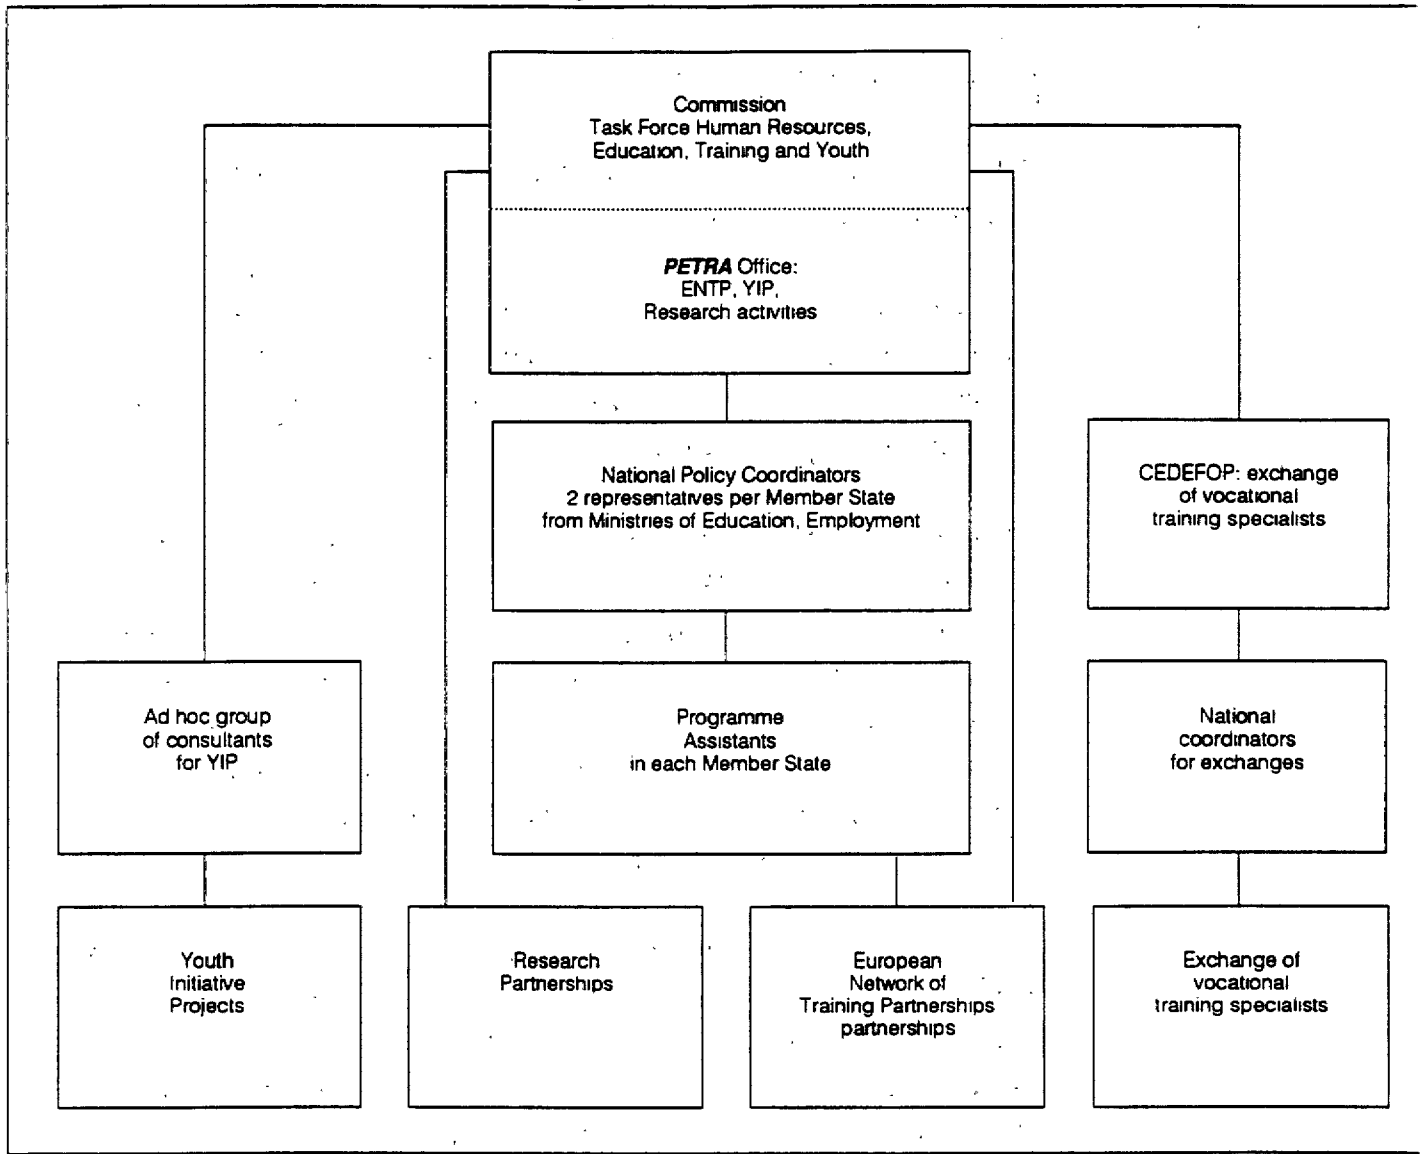 Commission
Task Force Human Resources,
Education, Training and Youth
PETRA Office:
ENTP, YIP,
Research activities
National Policy Coordinators
2 representatives per Member State
from Ministries of Education, Employment
CEDEFOP: exchange
of vocational
training specialists
Ad hoc group
of consultants
for YIP
Programme
Assistants
in each Member State
National
coordinators
for exchanges
Youth
Initiative
Projects
Research
Partnerships
European
Network of
Training Partnerships
partnerships
Exchange of
vocational
training specialists